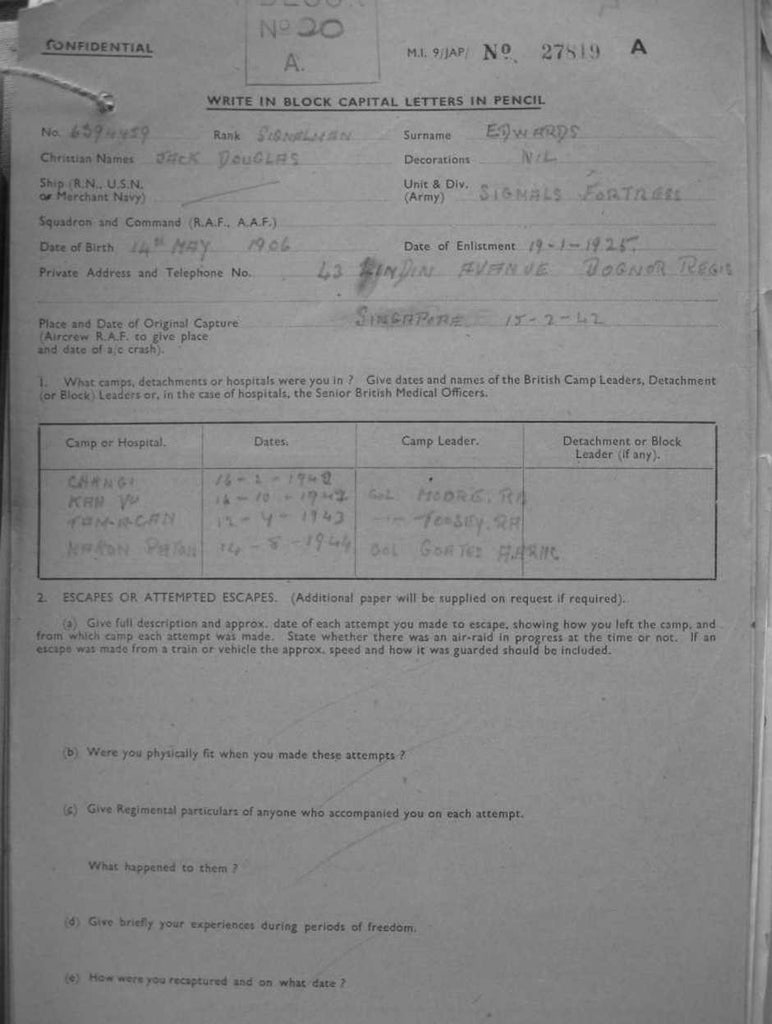 No 20
A.
CONFIDENTIAL
M.I. 9/JAP/ No. 27819 A
WRITE IN BLOCK CAPITAL LETTERS IN PENCIL
No. Rank SIGNALMAN Surname EDWARDS
Christian Names JACK DOUGLAS Decorations NIL
Ship (R.N., U.S.N. or Merchant Navy)
Unit & Div. (Army) SIGNALS FORTRESS
Squadron and Command (R.A.F., A.A.F.)
Date of Birth 14th MAY 1906 Date of Enlistment 19-1-1925.
Private Address and Telephone No. 43 AVANUE BOGNOR REGIS
Place and Date of Original Capture SINGAPORE 15-2-42
(Aircrew R.A.F. to give place
and date of a/c crash).
1. What camps, detachments or hospitals were you in ? Give dates and names of the British Camp Leaders, Detachment
(or Block) Leaders or, in the case of hospitals, the Senior British Medical Officers.
Camp or Hospital. Dates. Camp Leader. Detachment or Block Leader (if any).
CHANGI 16-2-1942
KAN VU 16-10-1942 COL MOORE. RA
12-4-1943 TOOSEY. RA
14-8-1944 COL
2. ESCAPES OR ATTEMPTED ESCAPES. (Additional paper will be supplied on request if required).
(a) Give full description and approx. date of each attempt you made to escape, showing how you left the camp, and
from which camp each attempt was made. State whether there was an air-raid in progress at the time or not. If an
escape was made from a train or vehicle the approx. speed and how it was guarded should be included.
(b) Were you physically fit when you made these attempts ?
(c) Give Regimental particulars of anyone who accompanied you on each attempt.
What happened to them ?
(d) Give briefly your experiences during periods of freedom.
(e) How were you recaptured and on what date ?